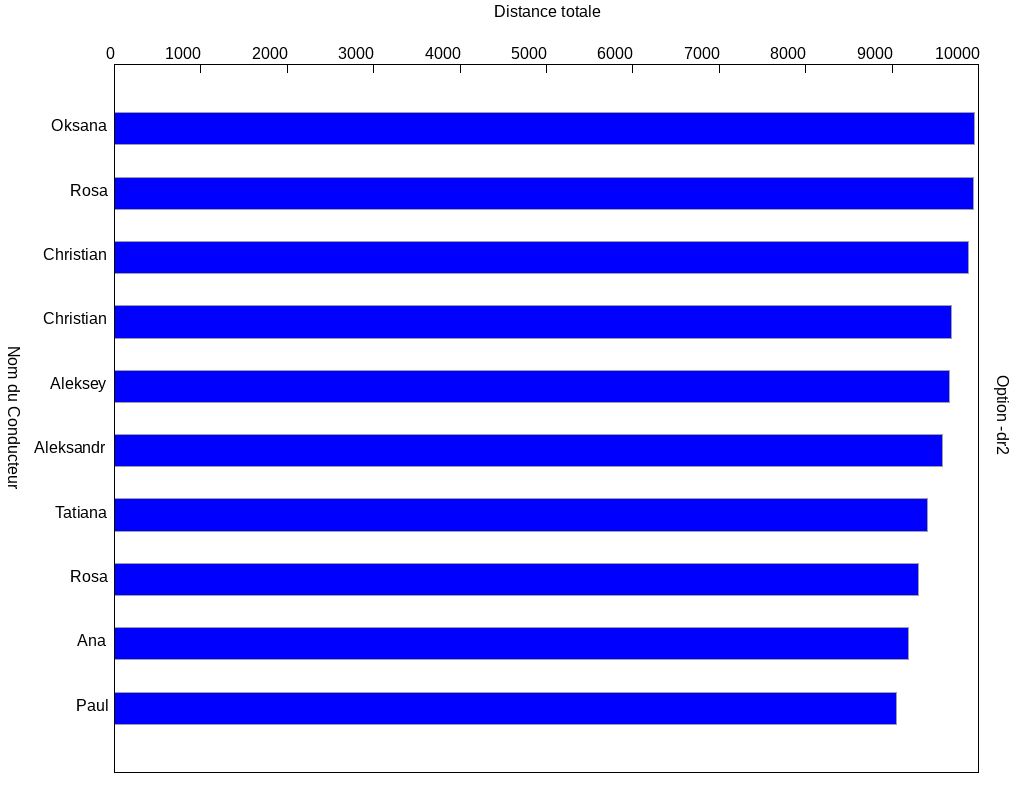 Distance totale
0 1000 2000 3000 4000 5000 6000 7000 8000 9000 10000
Oksana
Rosa
Christian
Christian
Aleksey
Aleksandr
Tatiana
Rosa
Ana
Paul
Nom du Conducteur
Option -dr2